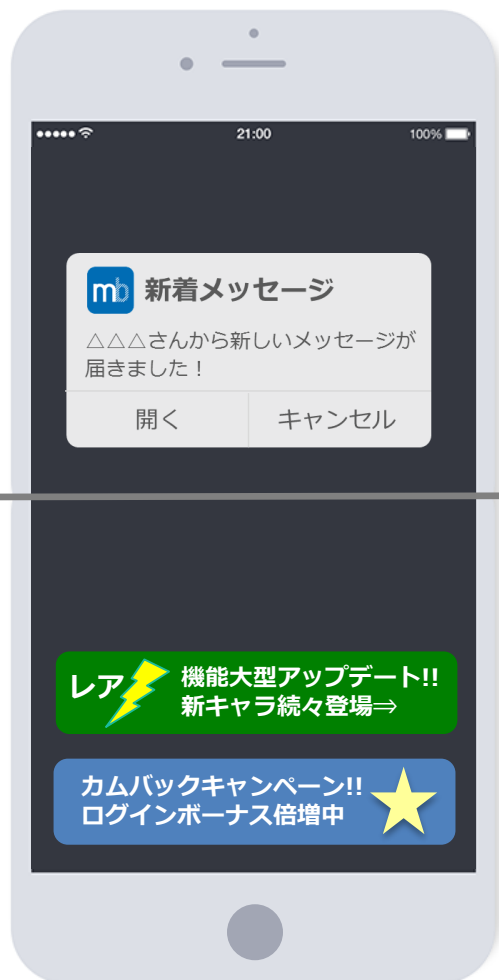 21:00
100%
mb 新着メッセージ
△△△さんから新しいメッセージが
届きました！
開く
キャンセル
レア
機能大型アップデート!!
新キャラ続々登場⇒
カムバックキャンペーン!!
ログインボーナス倍増中